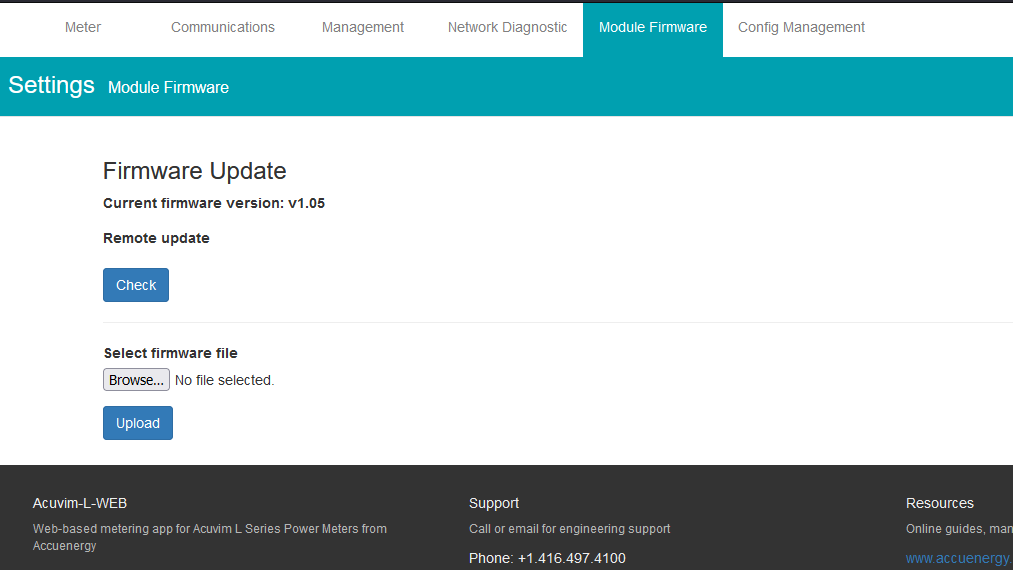 Meter Communications Management Network Diagnostic Module Firmware Config Management
Settings Module Firmware
Firmware Update
Current firmware version: v1.05
Remote update
Check
Select firmware file
Browse... No file selected.
Upload
Acuvim-L-WEB
Web-based metering app for Acuvim L Series Power Meters from
Accuenergy
Support
Call or email for engineering support
Phone: +1.416.497.4100
Resources
Online guides,
www.accuenergy.